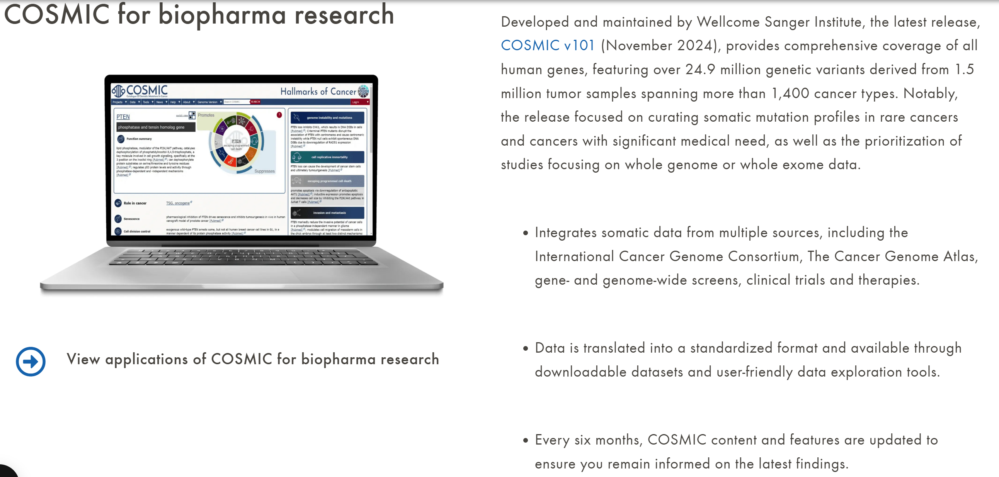 COSMIC for biopharma research
COSMIC
Catalogue Of Somatic Mutations In Cancer
Hallmarks of Cancer
Projects ▼ Data ▼ Tools ▼ News ▼ Help ▼ About ▼ Genome Version ▼ Search COSMIC SEARCH Login ▼
PTEN
switch view
phosphatase and tensin homolog gene
Function summary
lipid phosphatase, modulator of the PI3K/AKT pathway, catalyses
dephosphorylation of phosphatidylinositol-3,4,5-trisphosphate, a
key molecule involved in cell growth signalling, specifically at the
3 position on the inositol ring [Pubmed]; can dephosphorylate
protein substrates on serine/threonine and tyrosine residues
[Pubmed]; regulates p53 protein levels and activity through
phosphatase-dependent and -independent mechanisms
[Pubmed]
Promotes
?
PTEN
escaping programmed
cell death
Suppresses
Role in cancer
TSG, oncogene
Senescence
pharmacological inhibition of PTEN drives senescence and inhibits tumourigenesis in vivo in human
xenograft model of prostate cancer [Pubmed]
Cell division control
exogenous wild-type PTEN arrests some, but not all human breast cancer cell lines in G1, in a
manner dependent of its protein phosphatase activity [Pubmed]
genome instability and mutations
PTEN loss inhibits CHK1, which results in DNA DSBs in cells
[Pubmed]; C-terminal PTEN mutants disrupt the
association of PTEN with centromeres and cause centromeric
instability while PTEN null cells exhibit spontaneous DNA
DSBs due to downregulation of RAD51 expression
[Pubmed]
cell replicative immortality
PTEN loss can cause the development of cancer stem cells
and ultimately tumourigenesis [Pubmed]
escaping programmed cell death
promotes apoptosis via downregulation of antiapoptotic
AKT1 [Pubmed]; inducible expression promotes apoptosis
and decreases cell size by inhibiting the PI3K/Akt pathway in
Jurkat T cells [Pubmed]
invasion and metastasis
PTEN markedly reduce the invasive potential of cancer cells
in a phosphatase-independent manner in glioma
[Pubmed]; modulates cell migration of mesoderm cells in
the chick embryo through at least two distinct mechanisms:
View applications of COSMIC for biopharma research
Developed and maintained by Wellcome Sanger Institute, the latest release,
COSMIC v101 (November 2024), provides comprehensive coverage of all
human genes, featuring over 24.9 million genetic variants derived from 1.5
million tumor samples spanning more than 1,400 cancer types. Notably,
the release focused on curating somatic mutation profiles in rare cancers
and cancers with significant medical need, as well as the prioritization of
studies focusing on whole genome or whole exome data.
• Integrates somatic data from multiple sources, including the
International Cancer Genome Consortium, The Cancer Genome Atlas,
gene- and genome-wide screens, clinical trials and therapies.
• Data is translated into a standardized format and available through
downloadable datasets and user-friendly data exploration tools.
• Every six months, COSMIC content and features are updated to
ensure you remain informed on the latest findings.